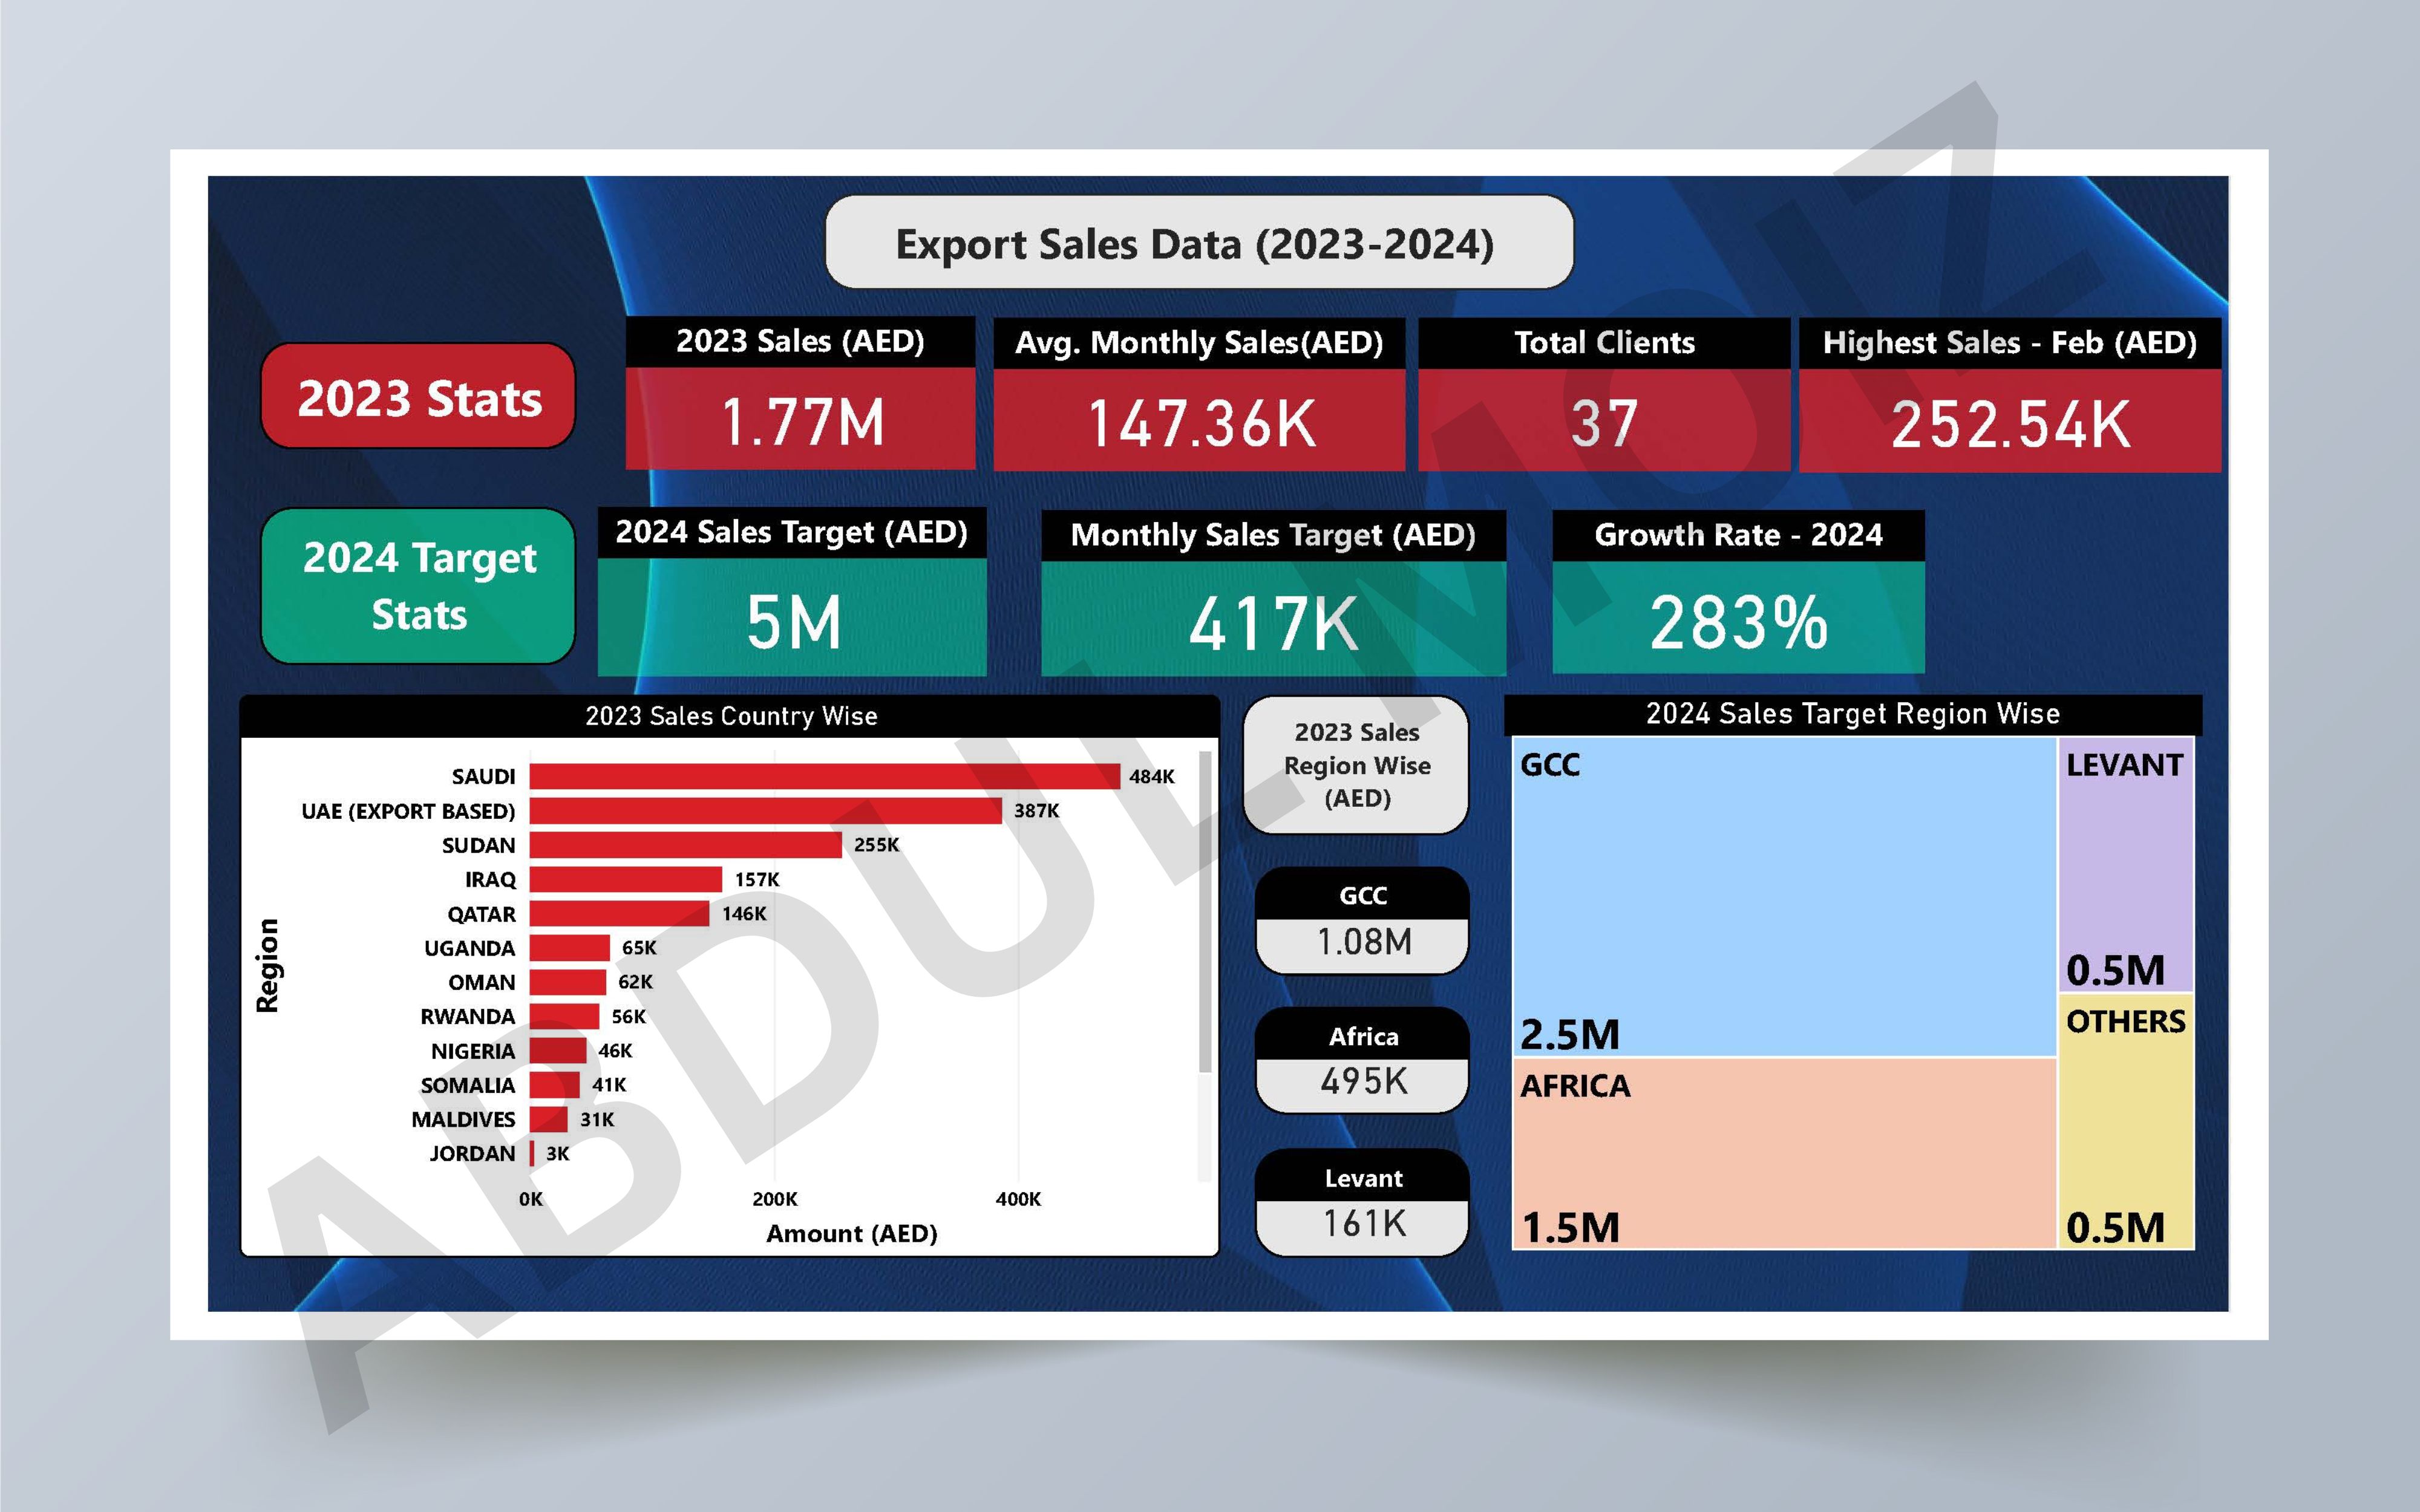 Export Sales Data (2023-2024)
2023 Stats
2023 Sales (AED)
1.77M
Avg. Monthly Sales(AED)
147.36K
Total Clients
37
Highest Sales - Feb (AED)
252.54K
2024 Target
Stats
2024 Sales Target (AED)
5M
Monthly Sales Target (AED)
417K
Growth Rate - 2024
283%
2023 Sales Country Wise
Region
SAUDI 484K
UAE (EXPORT BASED) 387K
SUDAN 255K
IRAQ 157K
QATAR 146K
UGANDA 65K
OMAN 62K
RWANDA 56K
NIGERIA 46K
SOMALIA 41K
MALDIVES 31K
JORDAN 3K
0K 200K 400K
Amount (AED)
2023 Sales
Region Wise
(AED)
GCC
1.08M
Africa
495K
Levant
161K
2024 Sales Target Region Wise
GCC
2.5M
AFRICA
1.5M
LEVANT
0.5M
OTHERS
0.5M
ABDUL MOIZ